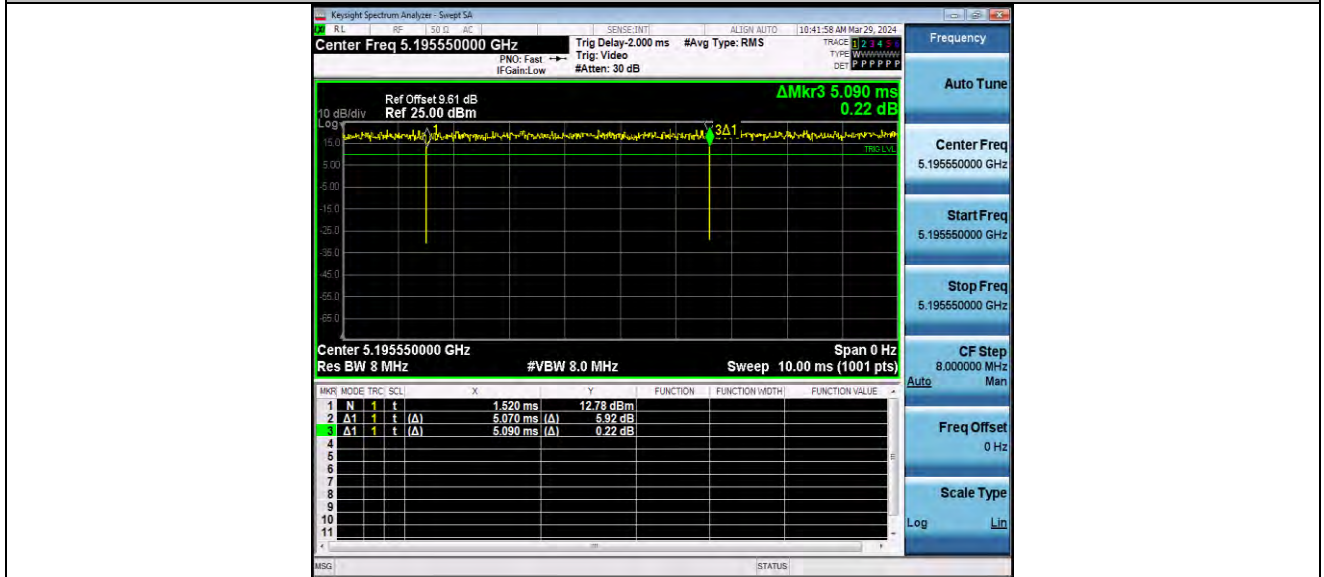 Keysight Spectrum Analyzer - Swept SA
RL RF 50 Ω AC SENSE:INT ALIGN AUTO 10:41:58 AM Mar 29, 2024
Center Freq 5.195550000 GHz
PNO: Fast
IFGain:Low
Trig Delay-2.000 ms
Trig: Video
#Atten: 30 dB
#Avg Type: RMS
TRACE 1 2 3 4 5 6
TYPE WWWWWW
DET P P P P P P
Frequency
ΔMkr3 5.090 ms
0.22 dB
Ref Offset 9.61 dB
10 dB/div Ref 25.00 dBm
Log
1
3Δ1
TRIG LVL
15.0
5.00
-5.00
-15.0
-25.0
-35.0
-45.0
-55.0
-65.0
Center 5.195550000 GHz Span 0 Hz
Res BW 8 MHz #VBW 8.0 MHz Sweep 10.00 ms (1001 pts)
MKR MODE TRC SCL X Y FUNCTION FUNCTION WIDTH FUNCTION VALUE
1 N 1 t 1.520 ms 12.78 dBm
2 Δ1 1 t (Δ) 5.070 ms (Δ) 5.92 dB
3 Δ1 1 t (Δ) 5.090 ms (Δ) 0.22 dB
4
5
6
7
8
9
10
11
MSG STATUS
Auto Tune
Center Freq
5.195550000 GHz
Start Freq
5.195550000 GHz
Stop Freq
5.195550000 GHz
CF Step
8.000000 MHz
Auto Man
Freq Offset
0 Hz
Scale Type
Log Lin